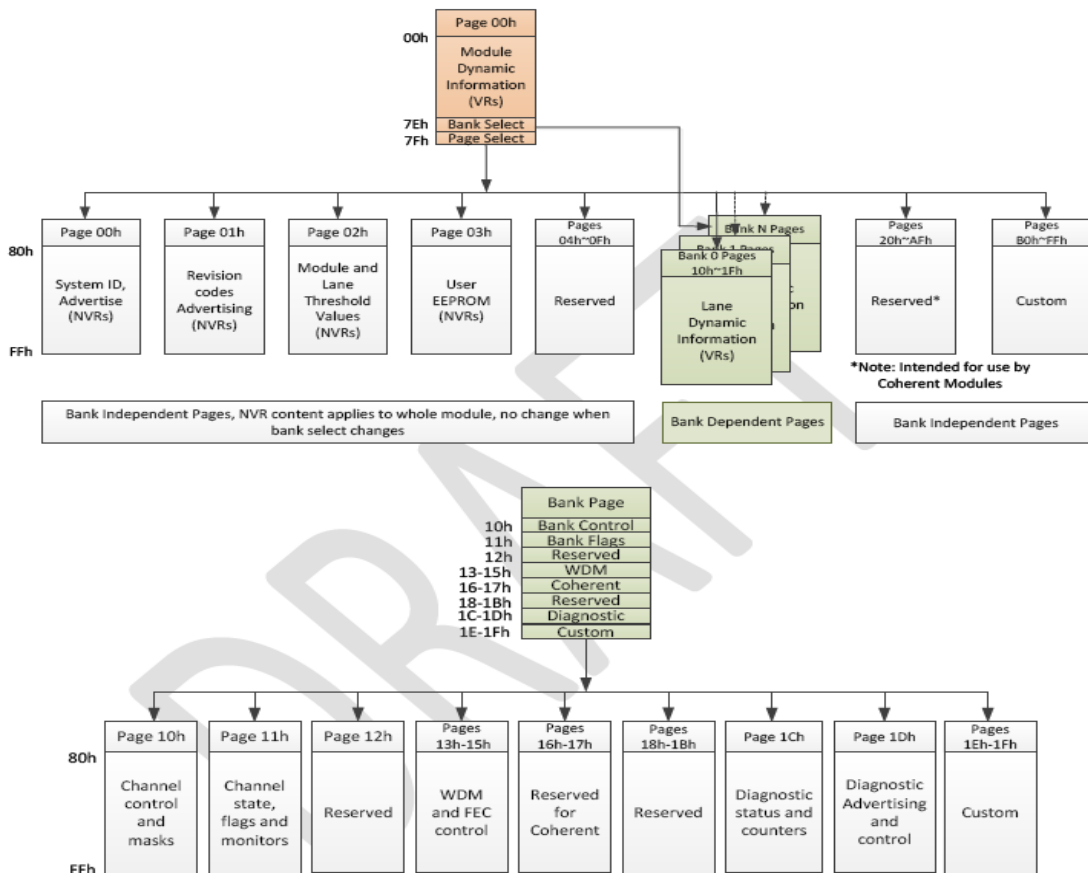 Page 00h
00h
Module
Dynamic
Information
(VRs)
7Eh
Bank Select
7Fh
Page Select
80h
FFh
Page 00h
System ID,
Advertise
(NVRs)
Page 01h
Revision
codes
Advertising
(NVRs)
Page 02h
Module and
Lane
Threshold
Values
(NVRs)
Page 03h
User
EEPROM
(NVRs)
Pages
04h~0Fh
Reserved
Bank N Pages
Bank 1 Pages
Bank 0 Pages
10h~1Fh
Lane
Dynamic
Information
(VRs)
Pages
20h~AFh
Reserved*
Pages
B0h~FFh
Custom
*Note: Intended for use by
Coherent Modules
Bank Independent Pages, NVR content applies to whole module, no change when
bank select changes
Bank Dependent Pages
Bank Independent Pages
DRAFT
Bank Page
10h
Bank Control
11h
Bank Flags
12h
Reserved
13-15h
WDM
16-17h
Coherent
18-1Bh
Reserved
1C-1Dh
Diagnostic
1E-1Fh
Custom
80h
FFh
Page 10h
Channel
control
and
masks
Page 11h
Channel
state,
flags and
monitors
Page 12h
Reserved
Pages
13h-15h
WDM
and FEC
control
Pages
16h-17h
Reserved
for
Coherent
Pages
18h-1Bh
Reserved
Page 1Ch
Diagnostic
status and
counters
Page 1Dh
Diagnostic
Advertising
and
control
Pages
1Eh-1Fh
Custom